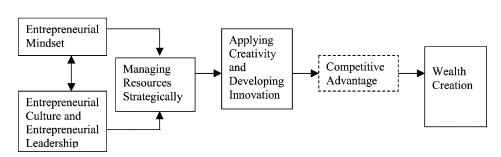 Entrepreneurial
Mindset
Entrepreneurial
Culture and
Entrepreneurial
Leadership
Managing
Resources
Strategically
Applying
Creativity
and
Developing
Innovation
Competitive
Advantage
Wealth
Creation